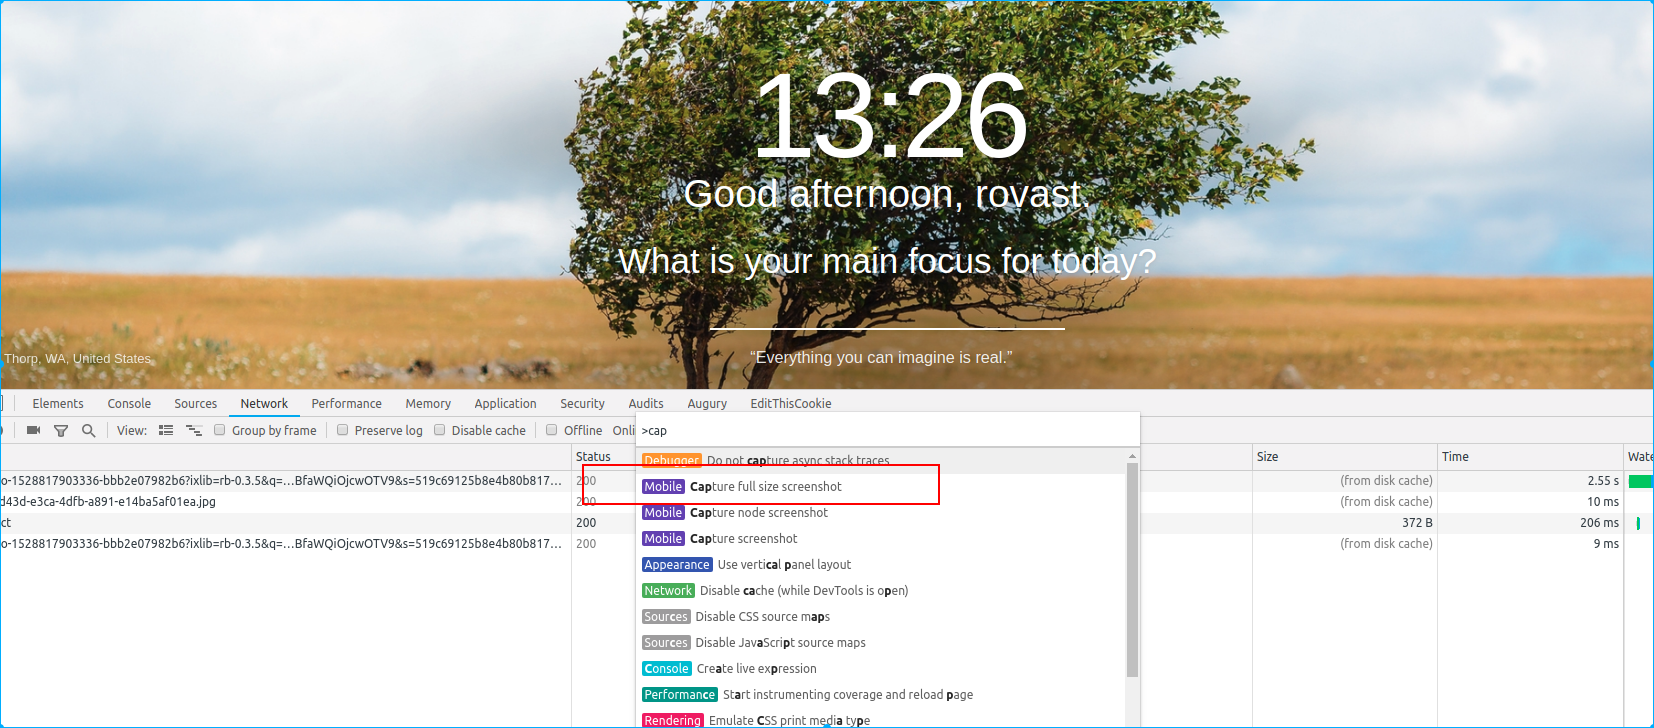 13:26
Good afternoon, rovast.
What is your main focus for today?
Thorp, WA, United States
“Everything you can imagine is real.”
Elements Console Sources Network Performance Memory Application Security Audits Augury EditThisCookie
View: Group by frame Preserve log Disable cache Offline Onli
>cap
Status Size Time Wate
Debugger Do not capture async stack traces
o-1528817903336-bbb2e07982b6?ixlib=rb-0.3.5&q=...BfaWQiOjcwOTV9&s=519c69125b8e4b80b817... 200 (from disk cache) 2.55 s
Mobile Capture full size screenshot
d43d-e3ca-4dfb-a891-e14ba5af01ea.jpg 200 (from disk cache) 10 ms
Mobile Capture node screenshot
ct 200 372 B 206 ms
Mobile Capture screenshot
o-1528817903336-bbb2e07982b6?ixlib=rb-0.3.5&q=...BfaWQiOjcwOTV9&s=519c69125b8e4b80b817... 200 (from disk cache) 9 ms
Appearance Use vertical panel layout
Network Disable cache (while DevTools is open)
Sources Disable CSS source maps
Sources Disable JavaScript source maps
Console Create live expression
Performance Start instrumenting coverage and reload page
Rendering Emulate CSS print media type